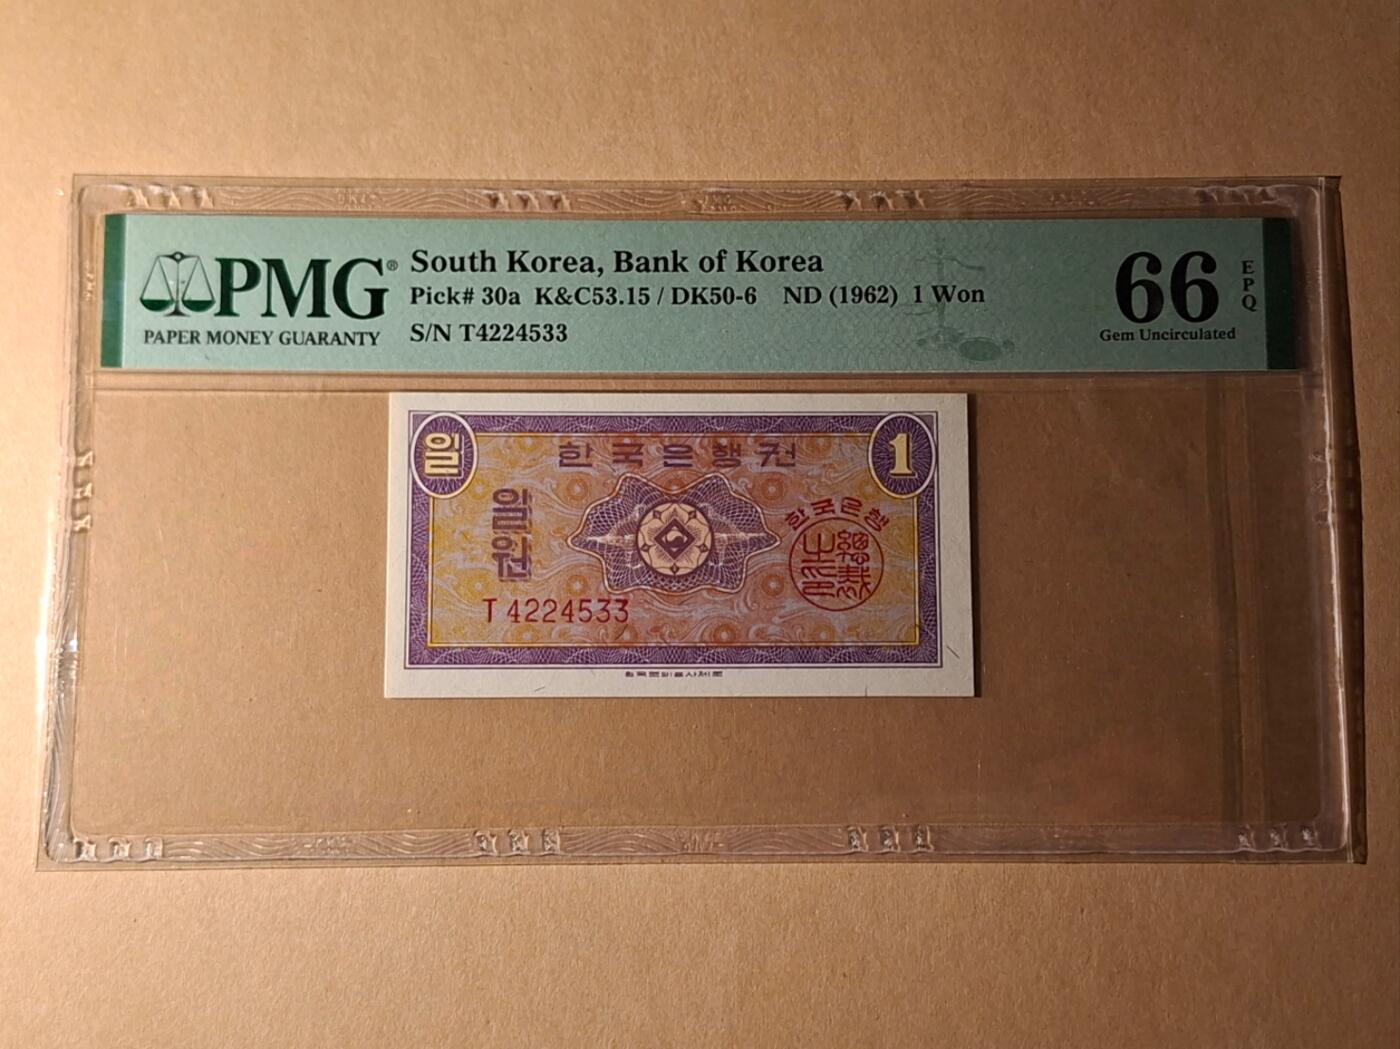 PMG®
PAPER MONEY GUARANTY
South Korea, Bank of Korea
Pick# 30a K&C53.15 / DK50-6 ND (1962) 1 Won
S/N T4224533
66
EPQ
Gem Uncirculated
일
한국은행권
1
일원
한국은행
T 4224533